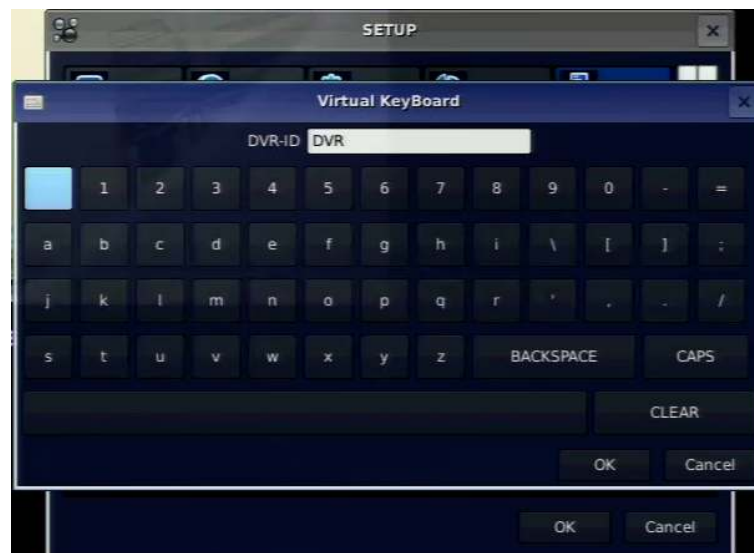 SETUP
Virtual KeyBoard
DVR-ID DVR
1 2 3 4 5 6 7 8 9 0 - =
a b c d e f g h i \ [ ] ;
j k l m n o p q r ' , . /
s t u v w x y z BACKSPACE CAPS
CLEAR
OK Cancel
OK Cancel